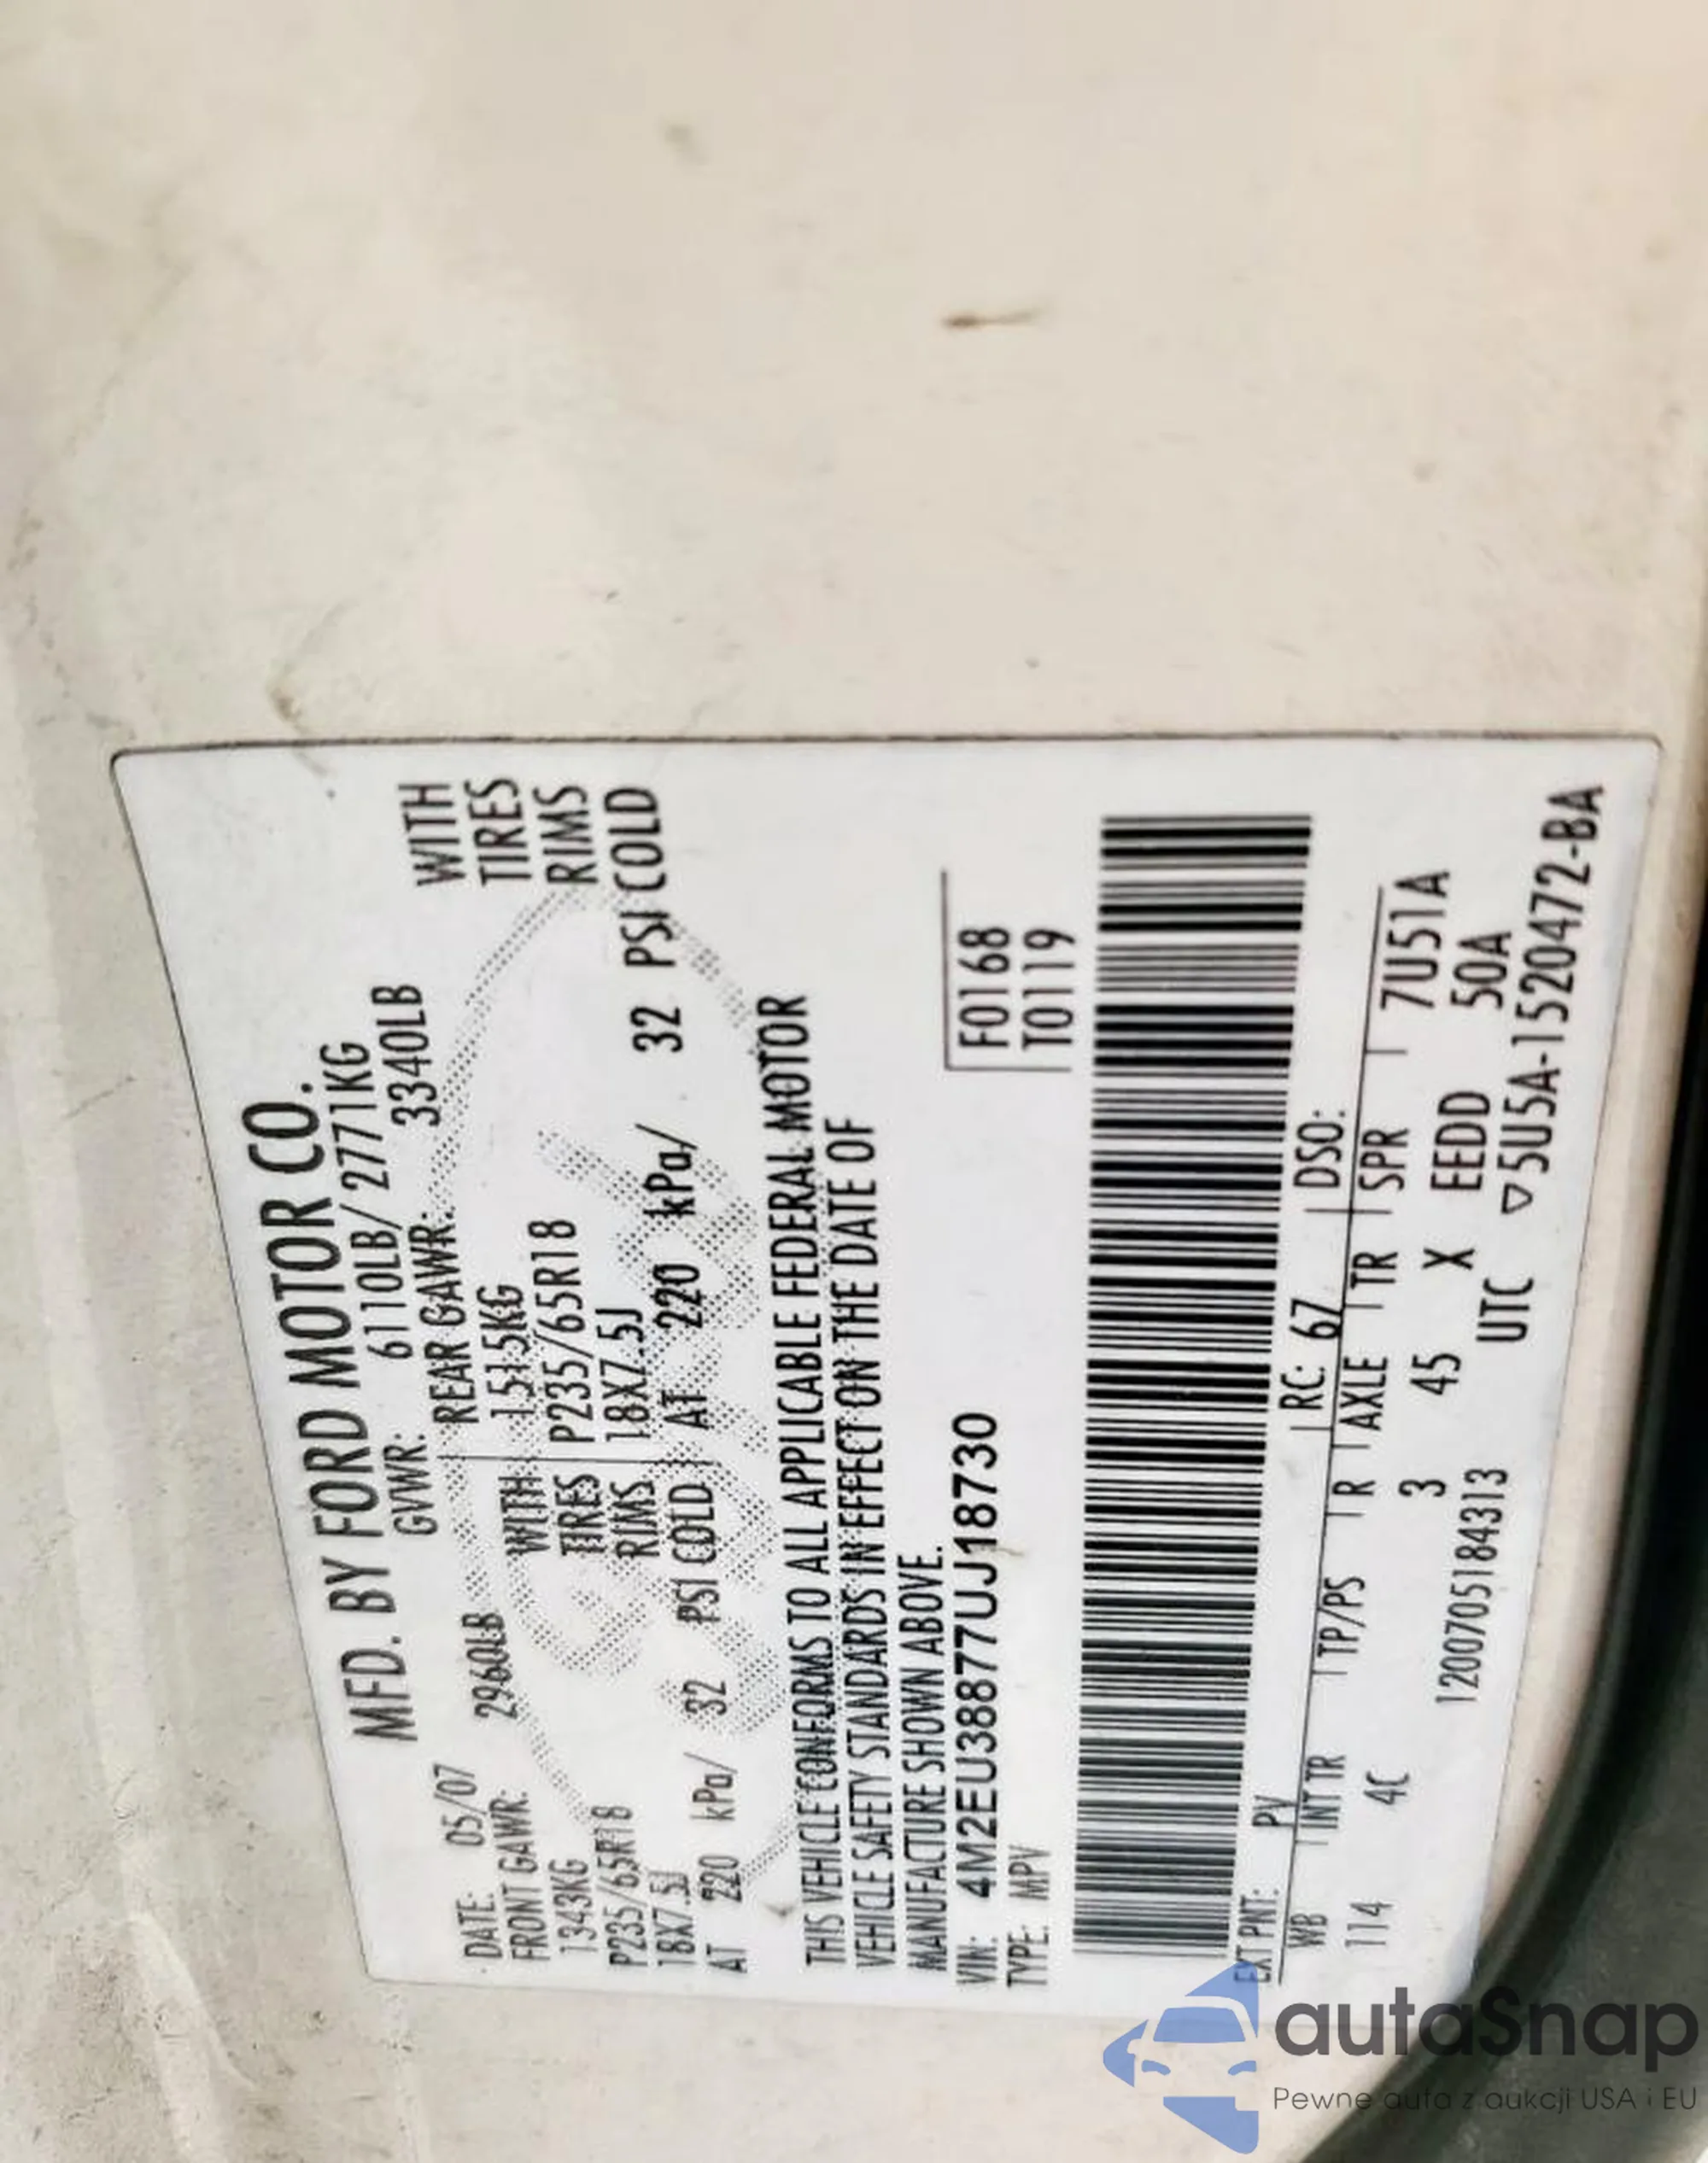 MFD. BY FORD MOTOR CO.
DATE: 05/07 GVWR: 6110LB/ 2771KG
FRONT GAWR: 2960LB REAR GAWR: 3340LB
1343KG WITH 1515KG WITH
P235/65R18 TIRES P235/65R18 TIRES
18X7.5J RIMS 18X7.5J RIMS
AT 220 kPa/ 32 PSI COLD AT 220 kPa/ 32 PSI COLD
THIS VEHICLE CONFORMS TO ALL APPLICABLE FEDERAL MOTOR
VEHICLE SAFETY STANDARDS IN EFFECT ON THE DATE OF
MANUFACTURE SHOWN ABOVE.
VIN: 4M2EU38877UJ18730 F0168
TYPE: MPV T0119
EXT PNT: PV RC: 67 DSO:
WB INT TR TP/PS R AXLE TR SPR 7U51A
114 4C 3 45 X EEDD 50A
12007051843​13 UTC ▽5U5A-1520472-BA
autaSnap
Pewne auta z aukcji USA i EU